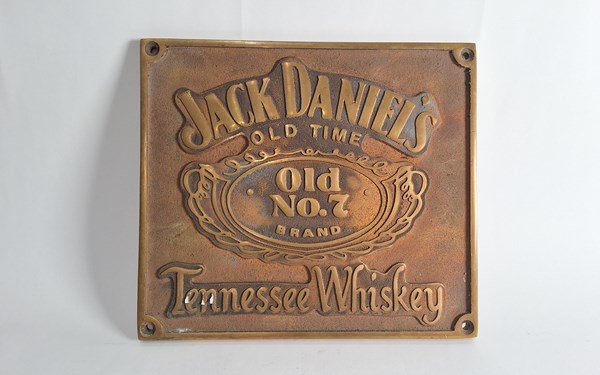 JACK DANIEL'S
OLD TIME
Old
No.7
BRAND
Tennessee Whiskey